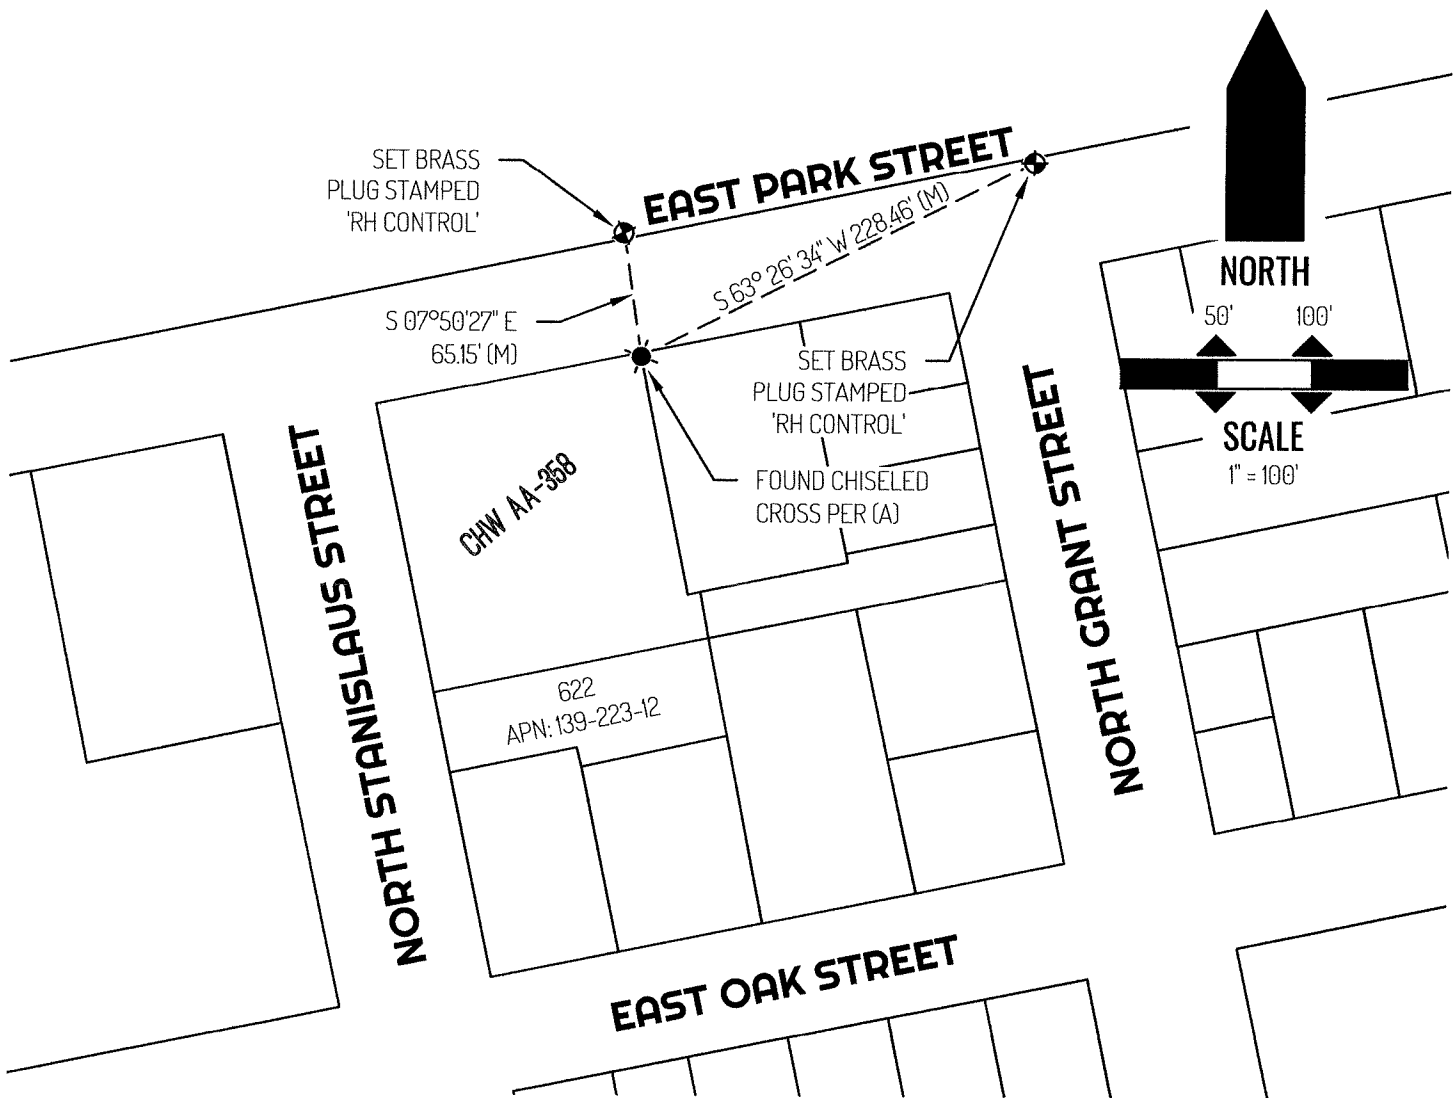 SET BRASS
PLUG STAMPED
'RH CONTROL'
EAST PARK STREET
S 63° 26' 34" W 228.46' (M)
S 07°50'27" E
65.15' (M)
SET BRASS
PLUG STAMPED
'RH CONTROL'
FOUND CHISELED
CROSS PER (A)
CHW AA-358
NORTH STANISLAUS STREET
NORTH GRANT STREET
622
APN: 139-223-12
EAST OAK STREET
NORTH
50' 100'
SCALE
1" = 100'